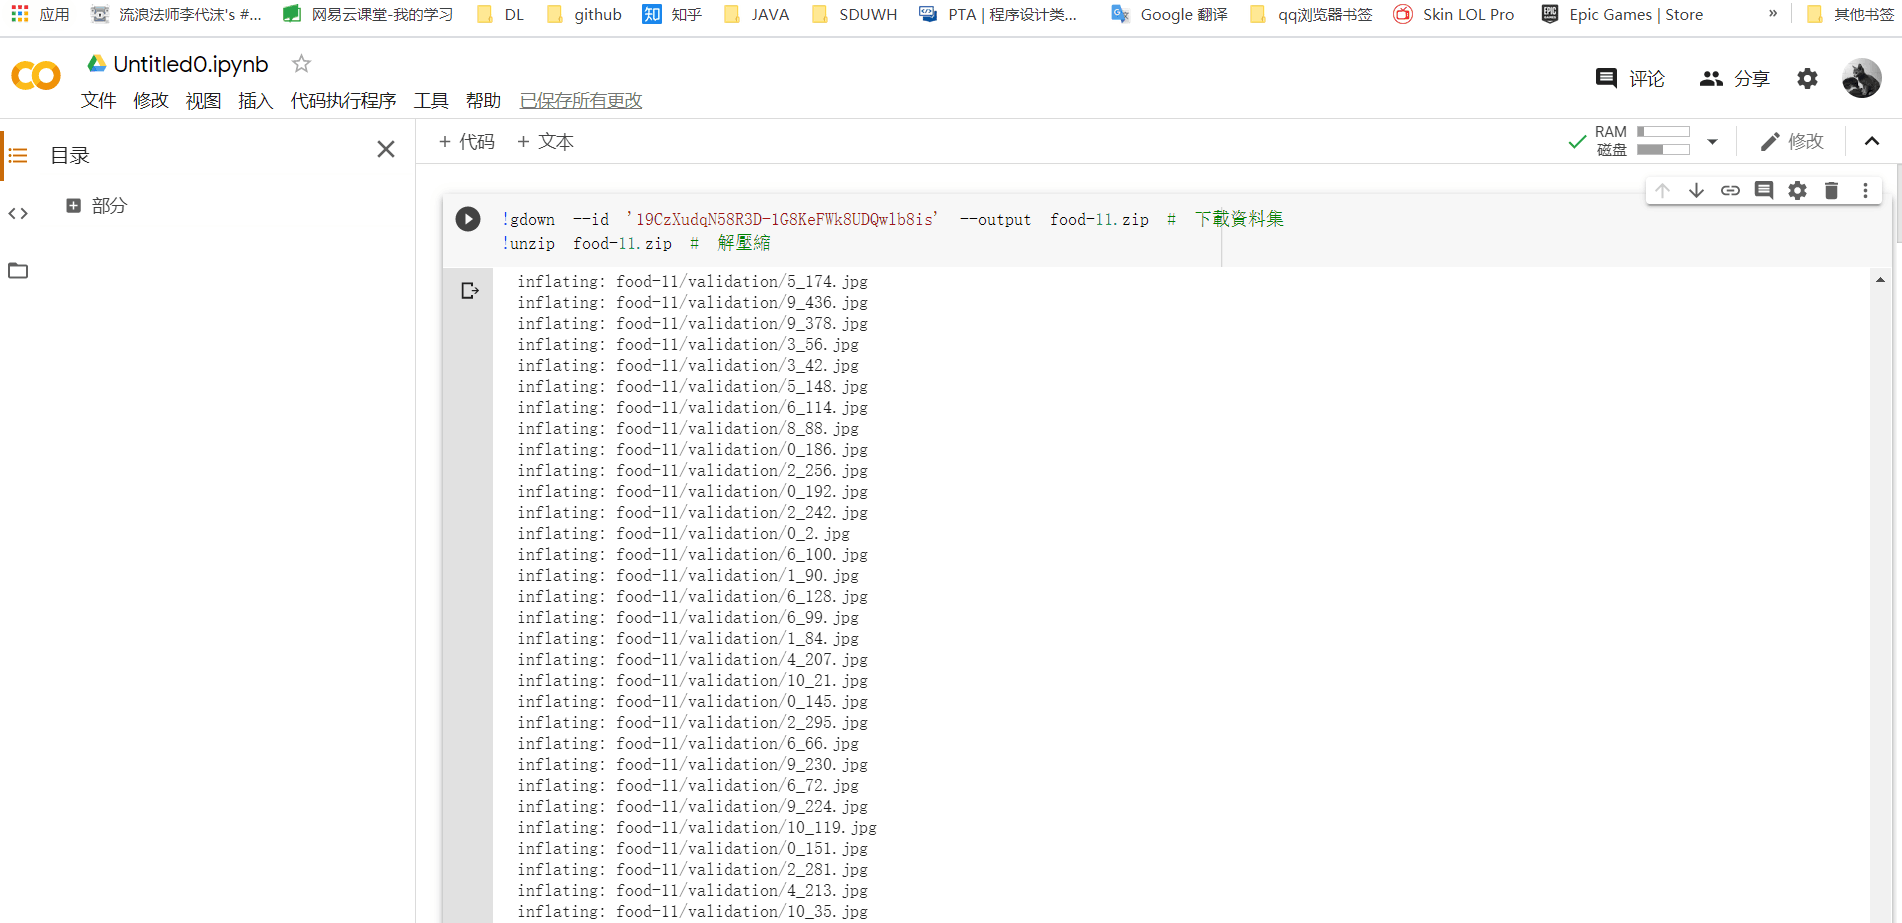 应用 流浪法师李代沫's #... 网易云课堂-我的学习 DL github 知乎 JAVA SDUWH PTA | 程序设计类... Google 翻译 qq浏览器书签 Skin LOL Pro Epic Games | Store » 其他书签
Untitled0.ipynb
评论 分享
文件 修改 视图 插入 代码执行程序 工具 帮助 已保存所有更改
目录
+ 代码 + 文本
RAM
磁盘
修改
部分
!gdown --id '19CzXudqN58R3D-1G8KeFWk8UDQwlb8is' --output food-11.zip # 下載資料集
!unzip food-11.zip # 解壓縮
inflating: food-11/validation/5_174.jpg
inflating: food-11/validation/9_436.jpg
inflating: food-11/validation/9_378.jpg
inflating: food-11/validation/3_56.jpg
inflating: food-11/validation/3_42.jpg
inflating: food-11/validation/5_148.jpg
inflating: food-11/validation/6_114.jpg
inflating: food-11/validation/8_88.jpg
inflating: food-11/validation/0_186.jpg
inflating: food-11/validation/2_256.jpg
inflating: food-11/validation/0_192.jpg
inflating: food-11/validation/2_242.jpg
inflating: food-11/validation/0_2.jpg
inflating: food-11/validation/6_100.jpg
inflating: food-11/validation/1_90.jpg
inflating: food-11/validation/6_128.jpg
inflating: food-11/validation/6_99.jpg
inflating: food-11/validation/1_84.jpg
inflating: food-11/validation/4_207.jpg
inflating: food-11/validation/10_21.jpg
inflating: food-11/validation/0_145.jpg
inflating: food-11/validation/2_295.jpg
inflating: food-11/validation/6_66.jpg
inflating: food-11/validation/9_230.jpg
inflating: food-11/validation/6_72.jpg
inflating: food-11/validation/9_224.jpg
inflating: food-11/validation/10_119.jpg
inflating: food-11/validation/0_151.jpg
inflating: food-11/validation/2_281.jpg
inflating: food-11/validation/4_213.jpg
inflating: food-11/validation/10_35.jpg